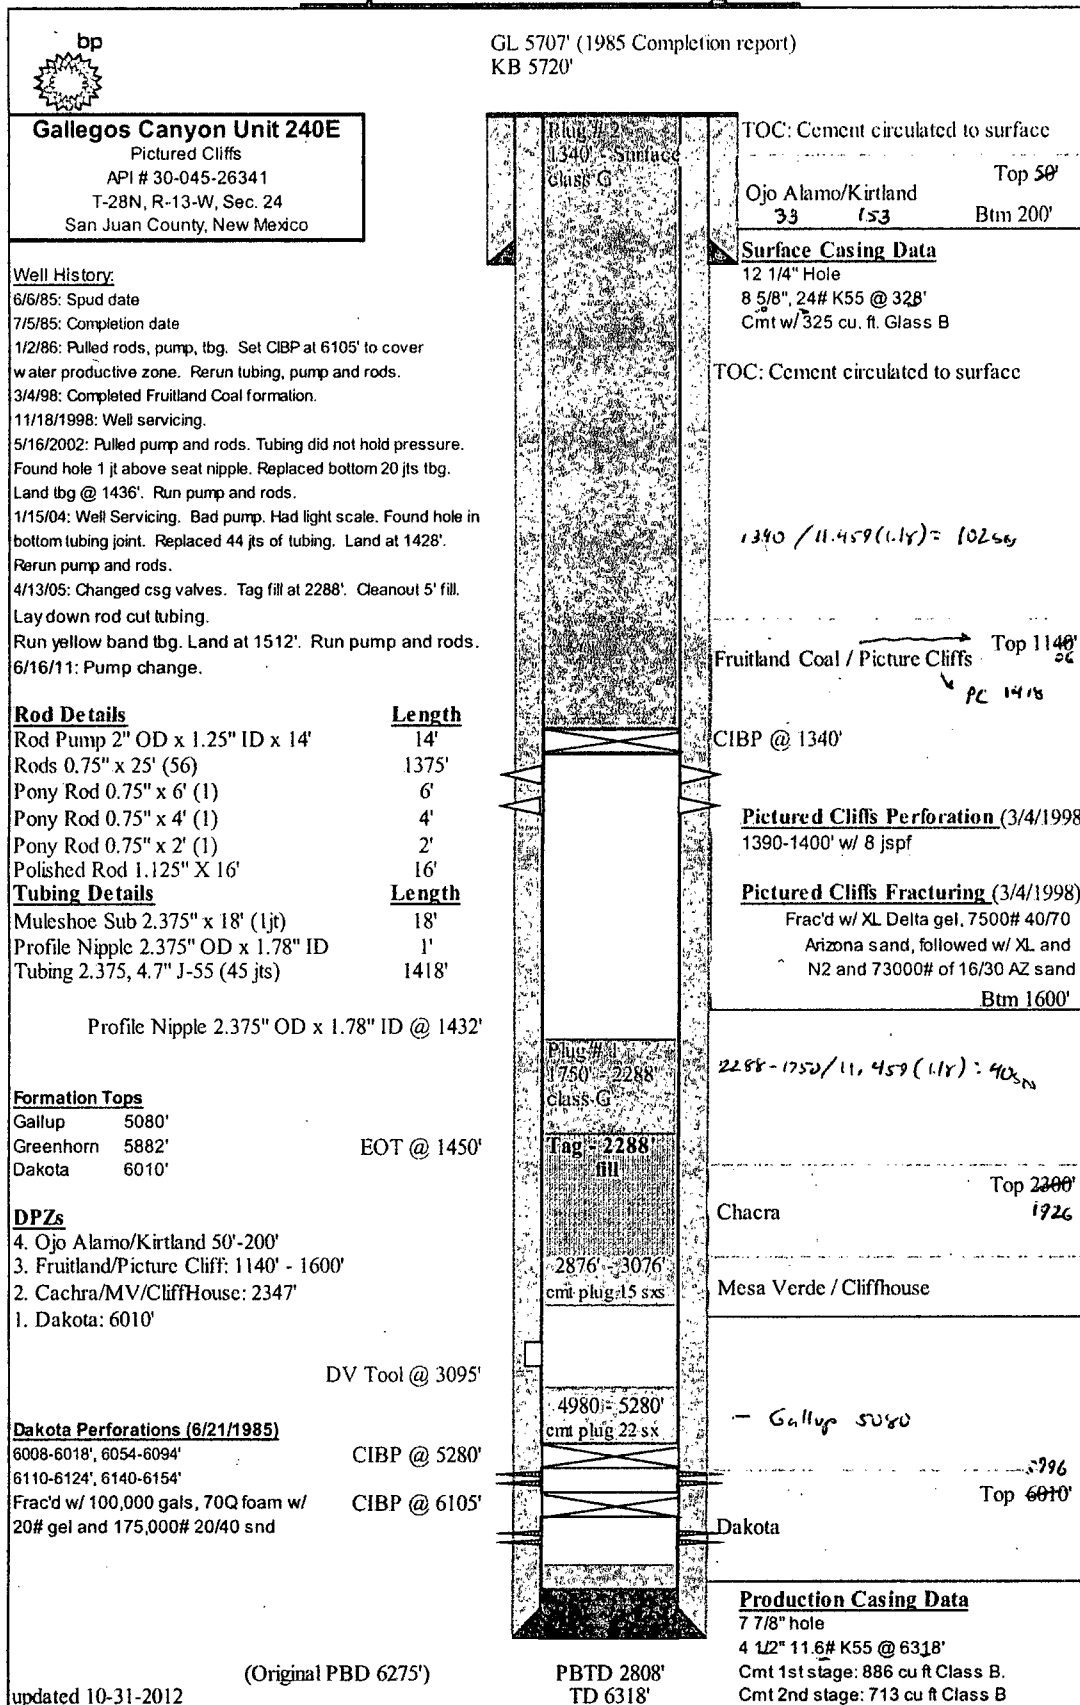 bp
GL 5707' (1985 Completion report)
KB 5720'
Gallegos Canyon Unit 240E
Pictured Cliffs
API # 30-045-26341
T-28N, R-13-W, Sec. 24
San Juan County, New Mexico
Well History:
6/6/85: Spud date
7/5/85: Completion date
1/2/86: Pulled rods, pump, tbg. Set CIBP at 6105' to cover
water productive zone. Rerun tubing, pump and rods.
3/4/98: Completed Fruitland Coal formation.
11/18/1998: Well servicing.
5/16/2002: Pulled pump and rods. Tubing did not hold pressure.
Found hole 1 jt above seat nipple. Replaced bottom 20 jts tbg.
Land tbg @ 1436'. Run pump and rods.
1/15/04: Well Servicing. Bad pump. Had light scale. Found hole in
bottom tubing joint. Replaced 44 jts of tubing. Land at 1428'.
Rerun pump and rods.
4/13/05: Changed csg valves. Tag fill at 2288'. Cleanout 5' fill.
Lay down rod cut tubing.
Run yellow band tbg. Land at 1512'. Run pump and rods.
6/16/11: Pump change.
Rod Details Length
Rod Pump 2" OD x 1.25" ID x 14' 14'
Rods 0.75" x 25' (56) 1375'
Pony Rod 0.75" x 6' (1) 6'
Pony Rod 0.75" x 4' (1) 4'
Pony Rod 0.75" x 2' (1) 2'
Polished Rod 1.125" X 16' 16'
Tubing Details Length
Muleshoe Sub 2.375" x 18' (1jt) 18'
Profile Nipple 2.375" OD x 1.78" ID 1'
Tubing 2.375, 4.7" J-55 (45 jts) 1418'
Profile Nipple 2.375" OD x 1.78" ID @ 1432'
Formation Tops
Gallup 5080'
Greenhorn 5882'
Dakota 6010'
EOT @ 1450'
DPZs
4. Ojo Alamo/Kirtland 50'-200'
3. Fruitland/Picture Cliff: 1140' - 1600'
2. Cachra/MV/CliffHouse: 2347'
1. Dakota: 6010'
DV Tool @ 3095'
Dakota Perforations (6/21/1985)
6008-6018', 6054-6094'
6110-6124', 6140-6154'
Frac'd w/ 100,000 gals, 70Q foam w/
20# gel and 175,000# 20/40 snd
CIBP @ 5280'
CIBP @ 6105'
(Original PBD 6275')
updated 10-31-2012
Plug # 2
1340' - Surface
class G
Plug # 1
1750' - 2288'
class G
Tag - 2288'
fill
2876' - 3076'
cmt plug 15 sxs
4980 - 5280'
cmt plug 22 sx
PBTD 2808'
TD 6318'
TOC: Cement circulated to surface
Top 50'
Ojo Alamo/Kirtland
33 153
Btm 200'
Surface Casing Data
12 1/4" Hole
8 5/8", 24# K55 @ 328'
Cmt w/ 325 cu. ft. Glass B
TOC: Cement circulated to surface
1340 / 11.459 (1.18) = 102 sx
Top 1140'
06
Fruitland Coal / Picture Cliffs
PC 1418
CIBP @ 1340'
Pictured Cliffs Perforation (3/4/1998
1390-1400' w/ 8 jspf
Pictured Cliffs Fracturing (3/4/1998)
Frac'd w/ XL Delta gel, 7500# 40/70
Arizona sand, followed w/ XL and
N2 and 73000# of 16/30 AZ sand
Btm 1600'
2288-1750 / 11.459 (1.18) = 40 sx
Top 2300'
1926
Chacra
Mesa Verde / Cliffhouse
- Gallup 5080
5996
Top 6010'
Dakota
Production Casing Data
7 7/8" hole
4 1/2" 11.6# K55 @ 6318'
Cmt 1st stage: 886 cu ft Class B.
Cmt 2nd stage: 713 cu ft Class B